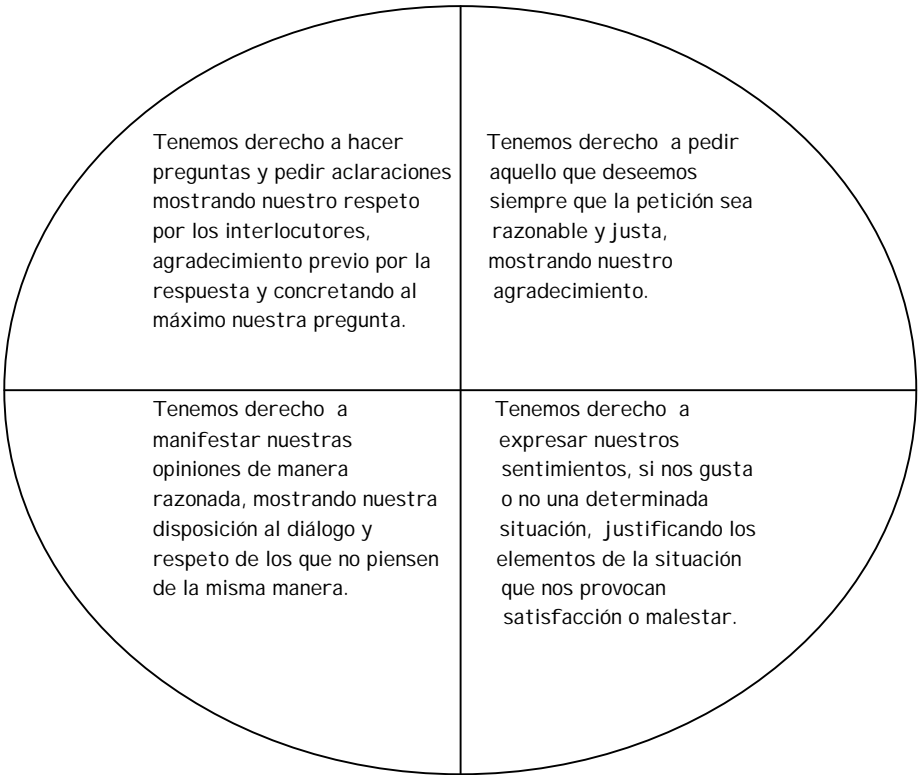 Tenemos derecho a hacer
preguntas y pedir aclaraciones
mostrando nuestro respeto
por los interlocutores,
agradecimiento previo por la
respuesta y concretando al
máximo nuestra pregunta.
Tenemos derecho a pedir
aquello que deseemos
siempre que la petición sea
razonable y justa,
mostrando nuestro
agradecimiento.
Tenemos derecho a
manifestar nuestras
opiniones de manera
razonada, mostrando nuestra
disposición al diálogo y
respeto de los que no piensen
de la misma manera.
Tenemos derecho a
expresar nuestros
sentimientos, si nos gusta
o no una determinada
situación, justificando los
elementos de la situación
que nos provocan
satisfacción o malestar.